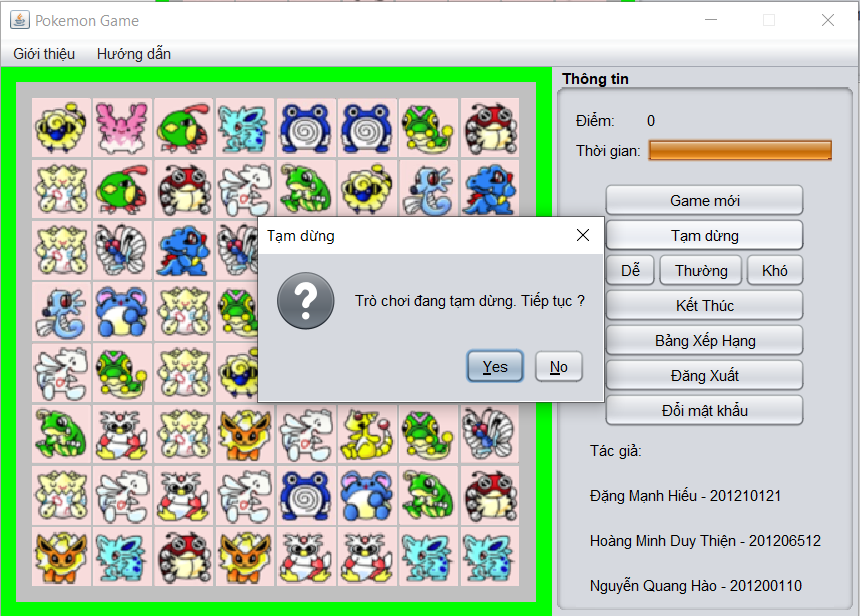 Pokemon Game
Giới thiệu Hướng dẫn
Thông tin
Điểm: 0
Thời gian:
Game mới
Tạm dừng
Dễ Thường Khó
Kết Thúc
Bảng Xếp Hạng
Đăng Xuất
Đổi mật khẩu
Tác giả:
Đặng Mạnh Hiếu - 201210121
Hoàng Minh Duy Thiện - 201206512
Nguyễn Quang Hào - 201200110
Tạm dừng
?
Trò chơi đang tạm dừng. Tiếp tục ?
Yes No